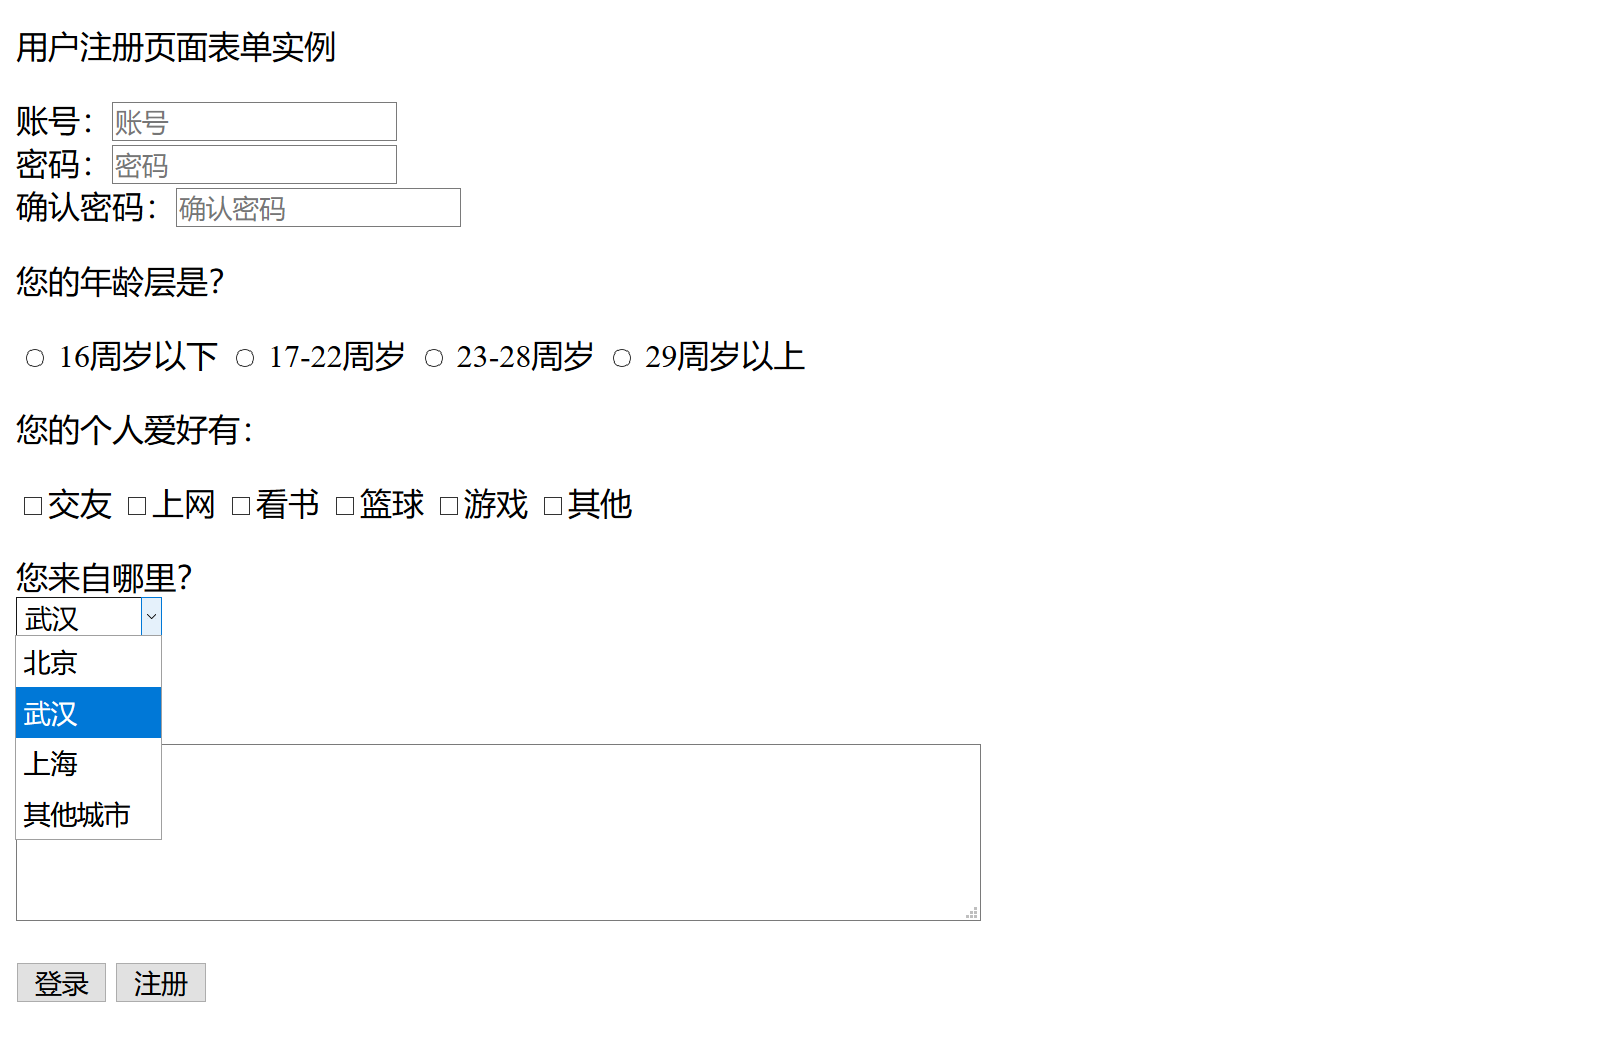 用户注册页面表单实例
账号： 账号
密码： 密码
确认密码： 确认密码
您的年龄层是？
16周岁以下 17-22周岁 23-28周岁 29周岁以上
您的个人爱好有：
交友 上网 看书 篮球 游戏 其他
您来自哪里？
武汉
北京
武汉
上海
其他城市
登录 注册